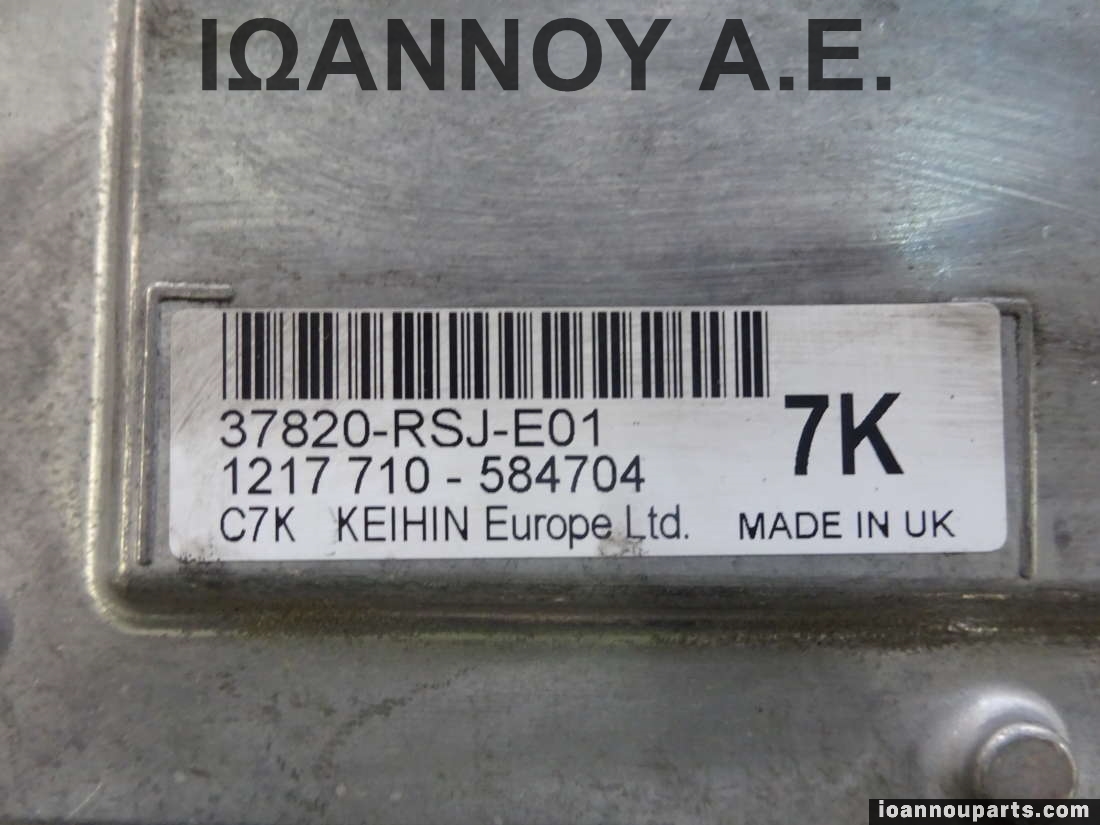 ΙΩΑΝΝΟΥ Α.Ε.
37820-RSJ-E01
7K
1217 710 - 584704
C7K KEIHIN Europe Ltd. MADE IN UK
ioannouparts.com